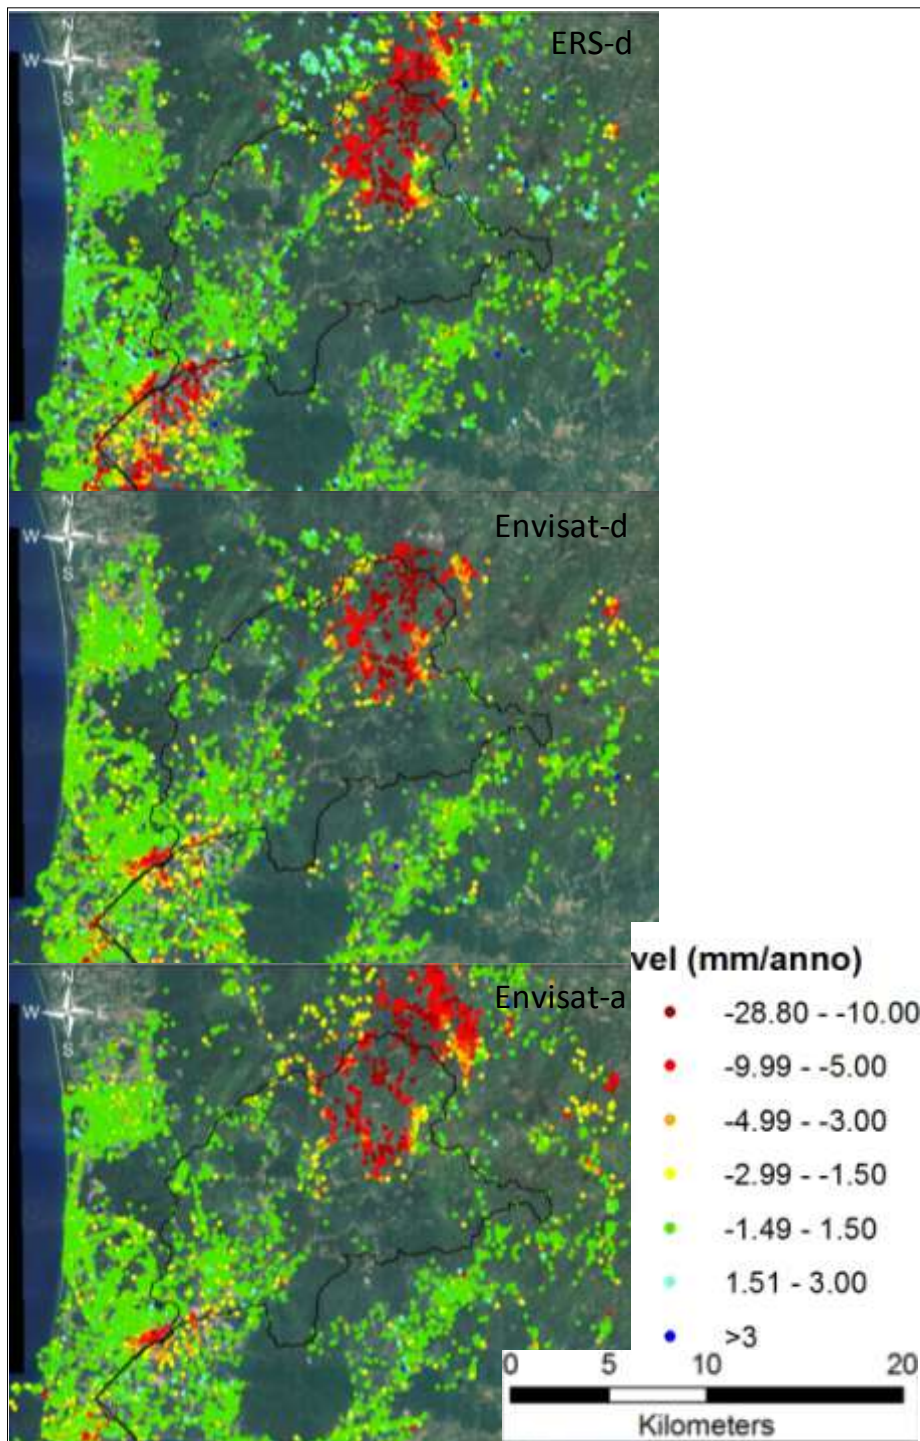 N
W E
S
ERS-d
N
W E
S
Envisat-d
N
W E
S
Envisat-a
vel (mm/anno)
-28.80 - -10.00
-9.99 - -5.00
-4.99 - -3.00
-2.99 - -1.50
-1.49 - 1.50
1.51 - 3.00
>3
0 5 10 20
Kilometers